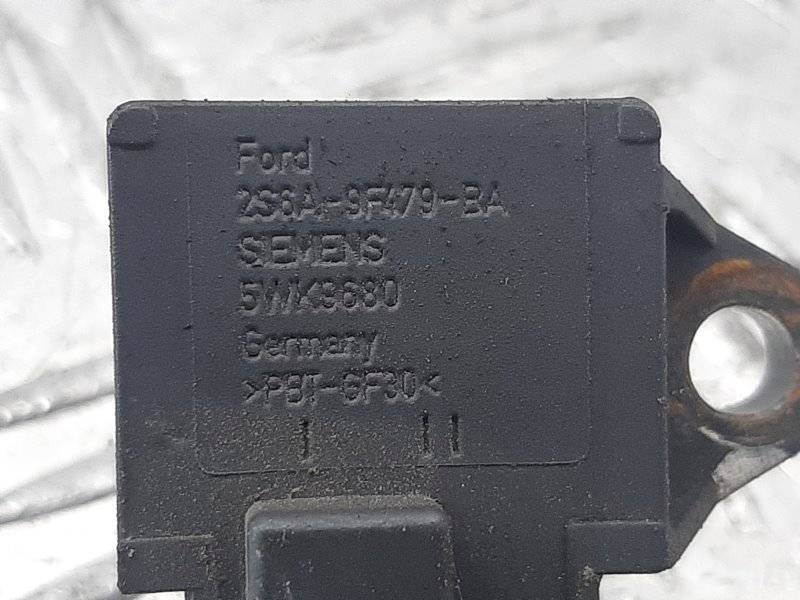 Ford
2S6A-9F479-BA
SIEMENS
5WK9680
Germany
>PBT-GF30<
I II